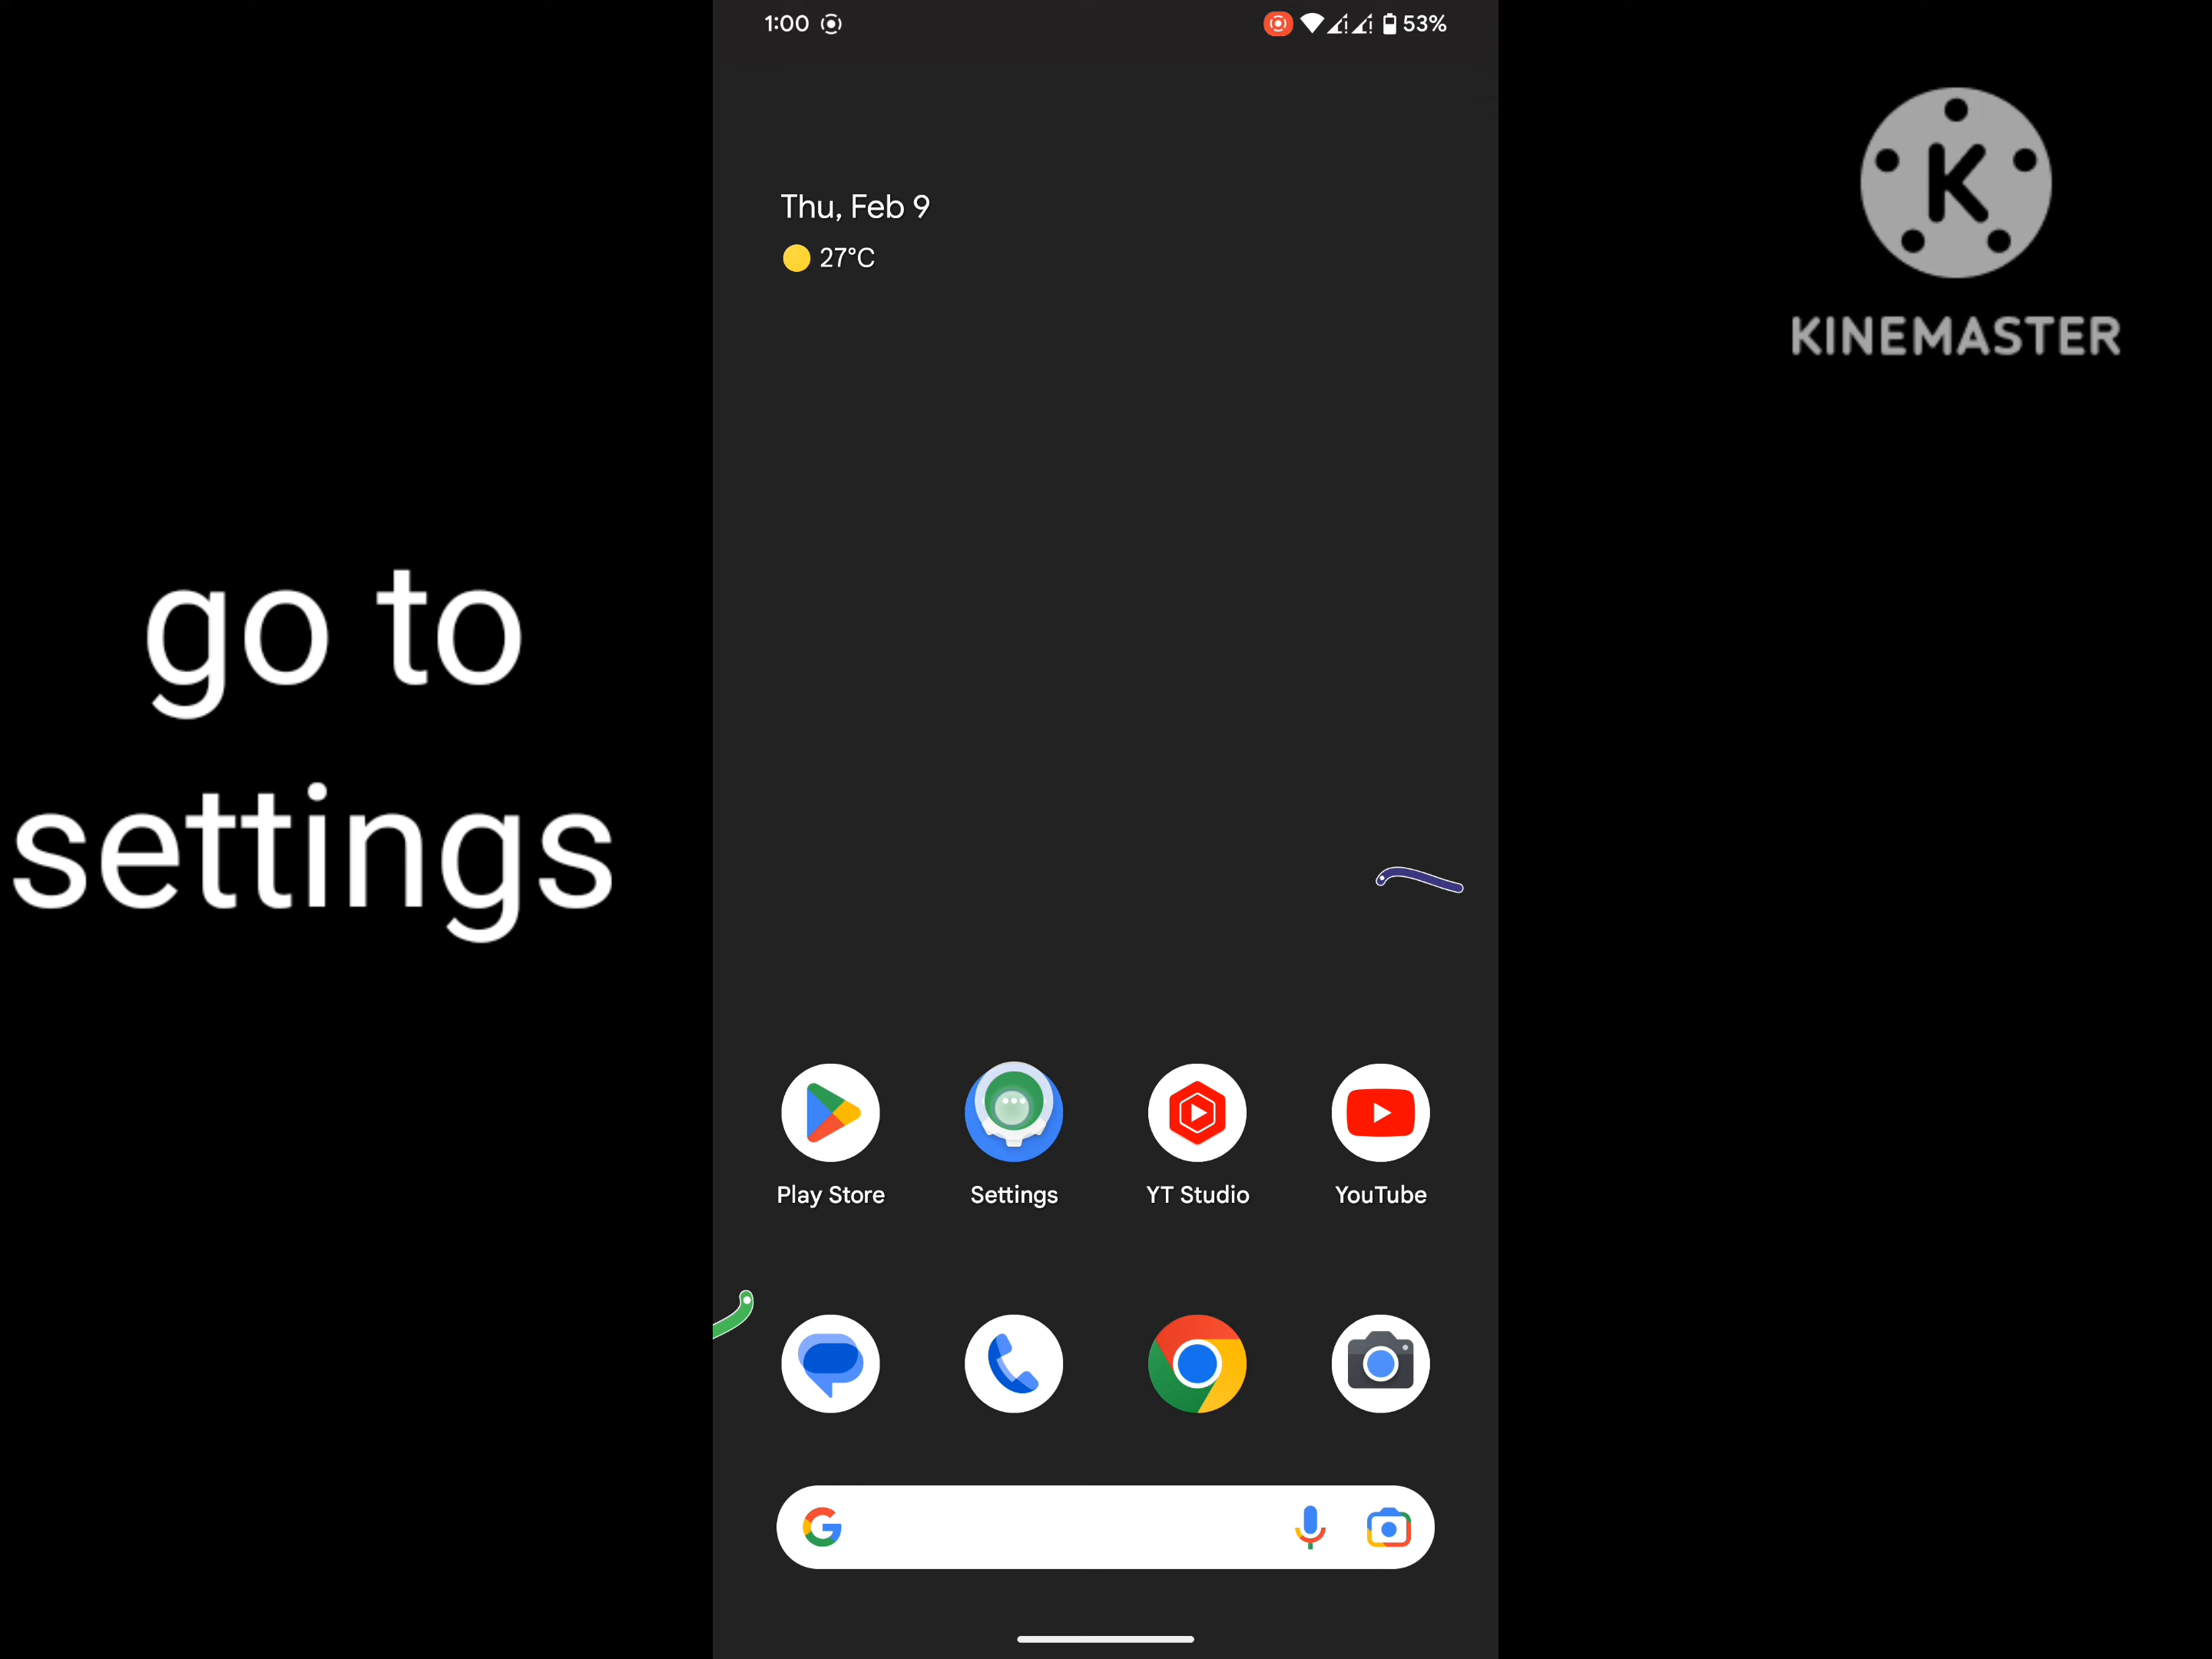 1:00
53%
Thu, Feb 9
27°C
KINEMASTER
go to
settings
Play Store
Settings
YT Studio
YouTube